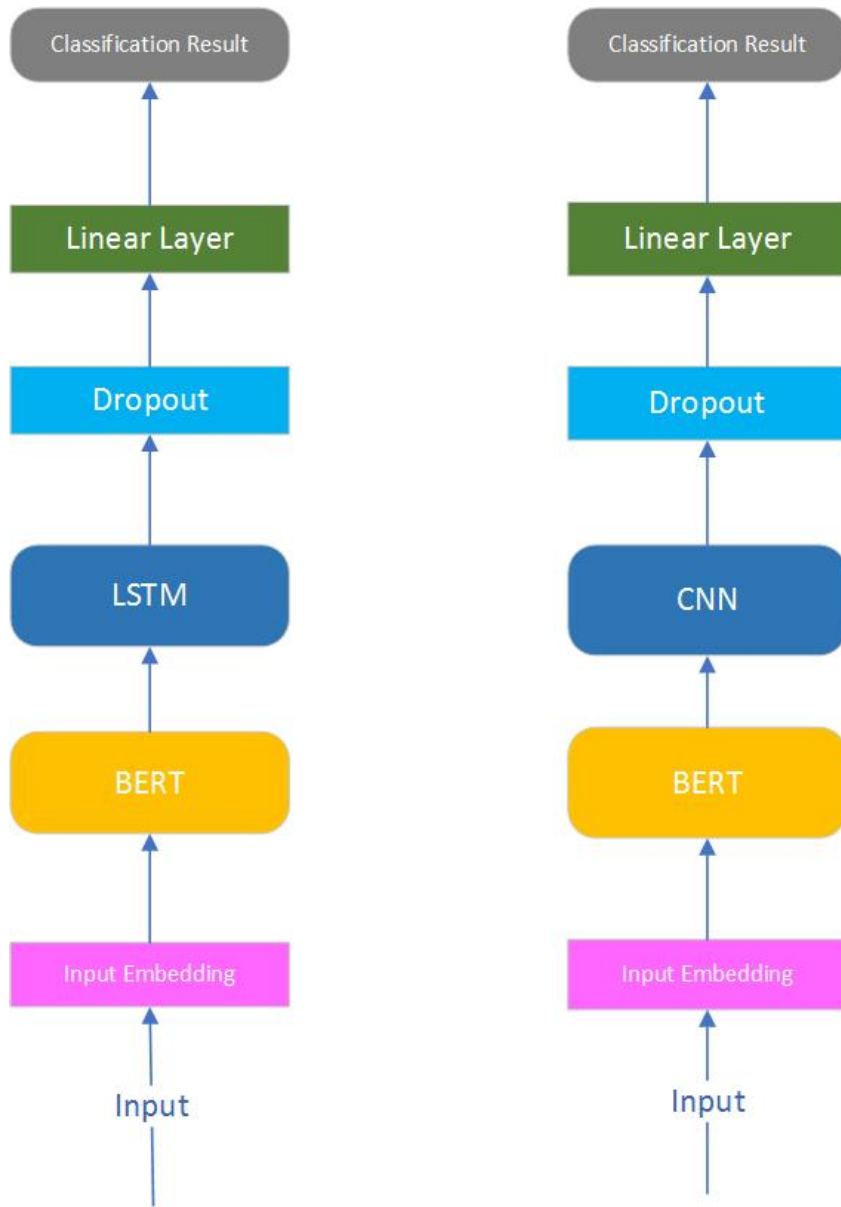 Classification Result
Linear Layer
Dropout
LSTM
BERT
Input Embedding
Input
Classification Result
Linear Layer
Dropout
CNN
BERT
Input Embedding
Input